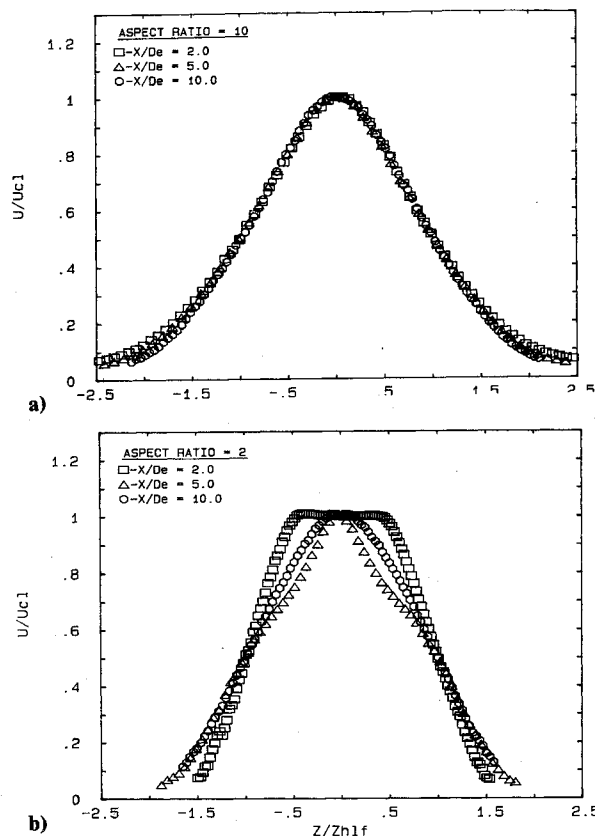 1.2
ASPECT RATIO = 10
□-X/De = 2.0
△-X/De = 5.0
○-X/De = 10.0
1
.8
U/Ucl
.6
.4
.2
0
-2.5 -1.5 -.5 .5 1.5 2.5
a)
1.2
ASPECT RATIO = 2
□-X/De = 2.0
△-X/De = 5.0
○-X/De = 10.0
1
.8
U/Ucl
.6
.4
.2
0
-2.5 -1.5 -.5 .5 1.5 2.5
b)
Z/Zhlf